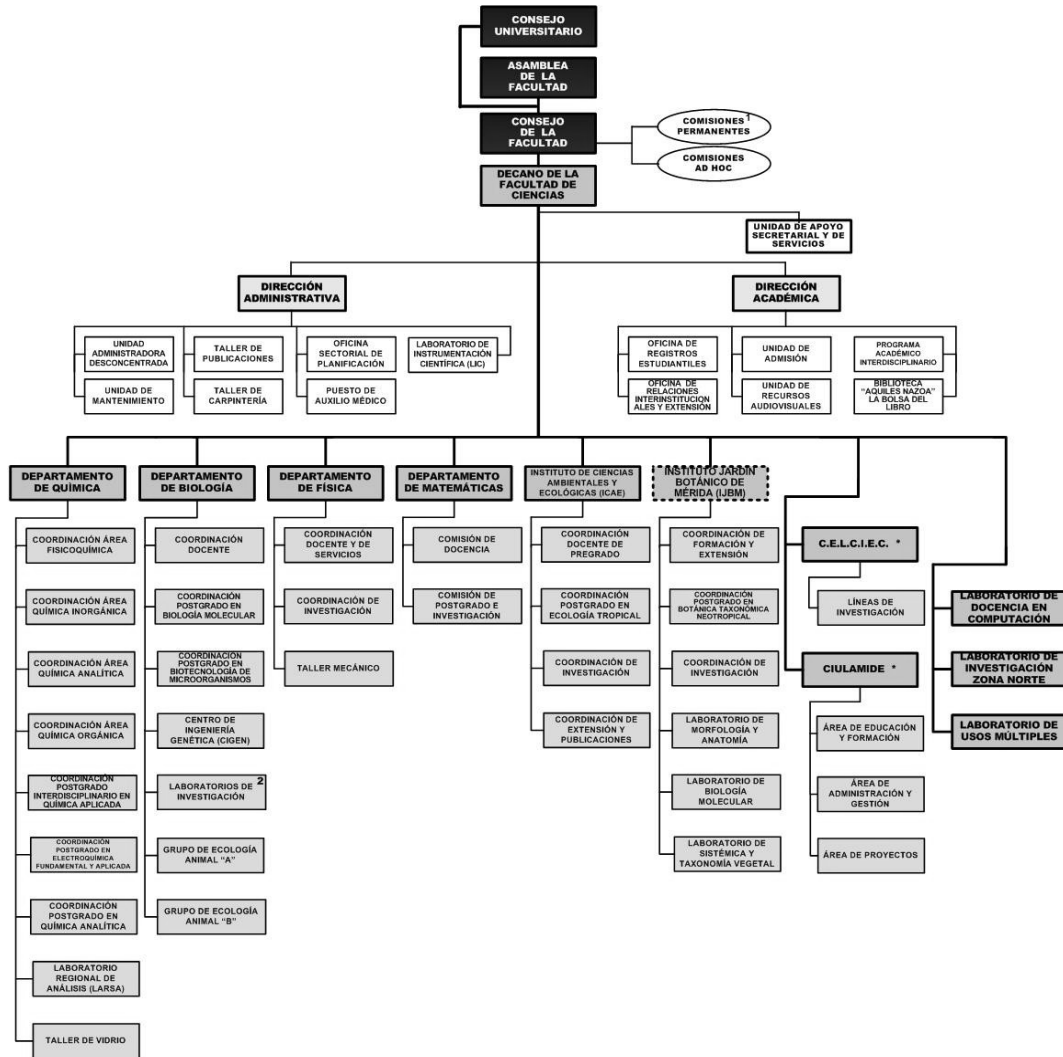 CONSEJO
UNIVERSITARIO
ASAMBLEA
DE LA
FACULTAD
CONSEJO
DE LA
FACULTAD
COMISIONES 1
PERMANENTES
COMISIONES
AD HOC
DECANO DE LA
FACULTAD DE
CIENCIAS
UNIDAD DE APOYO
SECRETARIAL Y DE
SERVICIOS
DIRECCIÓN
ADMINISTRATIVA
UNIDAD
ADMINISTRADORA
DESCONCENTRADA
TALLER DE
PUBLICACIONES
OFICINA
SECTORIAL DE
PLANIFICACIÓN
LABORATORIO DE
INSTRUMENTACIÓN
CIENTÍFICA (LIC)
UNIDAD DE
MANTENIMIENTO
TALLER DE
CARPINTERÍA
PUESTO DE
AUXILIO MÉDICO
DIRECCIÓN
ACADÉMICA
OFICINA DE
REGISTROS
ESTUDIANTILES
UNIDAD DE
ADMISIÓN
PROGRAMA
ACADÉMICO
INTERDISCIPLINARIO
OFICINA DE
RELACIONES
INTERINSTITUCION
ALES Y EXTENSIÓN
UNIDAD DE
RECURSOS
AUDIOVISUALES
BIBLIOTECA
"AQUILES NAZOA"
LA BOLSA DEL
LIBRO
DEPARTAMENTO
DE QUÍMICA
COORDINACIÓN ÁREA
FISICOQUÍMICA
COORDINACIÓN ÁREA
QUÍMICA INORGÁNICA
COORDINACIÓN ÁREA
QUÍMICA ANALÍTICA
COORDINACIÓN ÁREA
QUÍMICA ORGÁNICA
COORDINACIÓN
POSTGRADO
INTERDISCIPLINARIO EN
QUÍMICA APLICADA
COORDINACIÓN
POSTGRADO EN
ELECTROQUÍMICA
FUNDAMENTAL Y APLICADA
COORDINACIÓN
POSTGRADO EN
QUÍMICA ANALÍTICA
LABORATORIO
REGIONAL DE
ANÁLISIS (LARSA)
TALLER DE VIDRIO
DEPARTAMENTO
DE BIOLOGÍA
COORDINACIÓN
DOCENTE
COORDINACIÓN
POSTGRADO EN
BIOLOGÍA MOLECULAR
COORDINACIÓN
POSTGRADO EN
BIOTECNOLOGÍA DE
MICROORGANISMOS
CENTRO DE
INGENIERÍA
GENÉTICA (CIGEN)
LABORATORIOS DE 2
INVESTIGACIÓN
GRUPO DE ECOLOGÍA
ANIMAL "A"
GRUPO DE ECOLOGÍA
ANIMAL "B"
DEPARTAMENTO
DE FÍSICA
COORDINACIÓN
DOCENTE Y DE
SERVICIOS
COORDINACIÓN
DE INVESTIGACIÓN
TALLER MECÁNICO
DEPARTAMENTO
DE MATEMÁTICAS
COMISIÓN DE
DOCENCIA
COMISIÓN DE
POSTGRADO E
INVESTIGACIÓN
INSTITUTO DE CIENCIAS
AMBIENTALES Y
ECOLÓGICAS (ICAE)
COORDINACIÓN
DOCENTE DE
PREGRADO
COORDINACIÓN
POSTGRADO EN
ECOLOGÍA TROPICAL
COORDINACIÓN DE
INVESTIGACIÓN
COORDINACIÓN DE
EXTENSIÓN Y
PUBLICACIONES
INSTITUTO JARDÍN
BOTÁNICO DE
MÉRIDA (IJBM)
COORDINACIÓN DE
FORMACIÓN Y
EXTENSIÓN
COORDINACIÓN
POSTGRADO EN
BOTÁNICA TAXONÓMICA
NEOTROPICAL
COORDINACIÓN DE
INVESTIGACIÓN
LABORATORIO DE
MORFOLOGÍA Y
ANATOMÍA
LABORATORIO DE
BIOLOGÍA
MOLECULAR
LABORATORIO DE
SISTÉMICA Y
TAXONOMÍA VEGETAL
C.E.L.C.I.E.C. *
LÍNEAS DE
INVESTIGACIÓN
CIULAMIDE *
ÁREA DE EDUCACIÓN
Y FORMACIÓN
ÁREA DE
ADMINISTRACIÓN Y
GESTIÓN
ÁREA DE PROYECTOS
LABORATORIO DE
DOCENCIA EN
COMPUTACIÓN
LABORATORIO DE
INVESTIGACIÓN
ZONA NORTE
LABORATORIO DE
USOS MÚLTIPLES